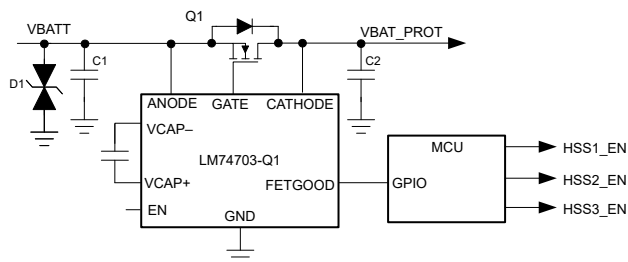 Q1
VBATT
VBAT_PROT
C1
C2
D1
ANODE
GATE
CATHODE
VCAP–
LM74703-Q1
VCAP+
FETGOOD
EN
GND
MCU
GPIO
HSS1_EN
HSS2_EN
HSS3_EN